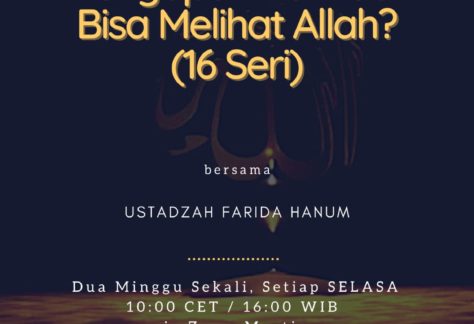 Bisa Melihat Allah?
(16 Seri)
bersama
USTADZAH FARIDA HANUM
Dua Minggu Sekali, Setiap SELASA
10:00 CET / 16:00 WIB